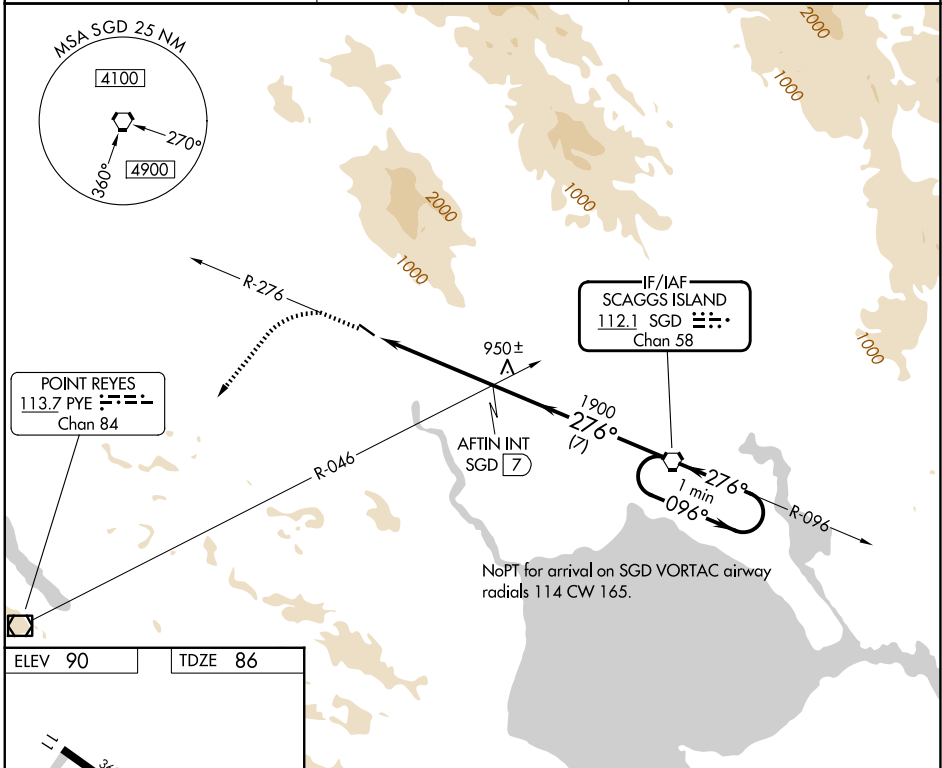 MSA SGD 25 NM
4100
270°
360°
4900
2000
1000
1000
2000
1000
1000
R-276
IF/IAF
SCAGGS ISLAND
112.1 SGD
Chan 58
950±
POINT REYES
113.7 PYE
Chan 84
1900
276°
(7)
AFTIN INT
SGD 7
R-046
276°
1 min
096°
R-096
NoPT for arrival on SGD VORTAC airway
radials 114 CW 165.
ELEV 90
TDZE 86
11